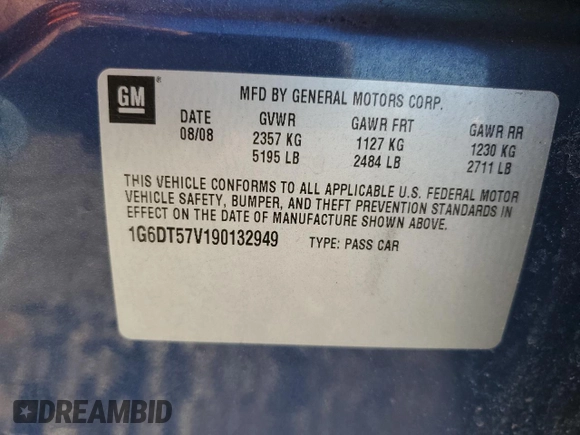 GM ®
MFD BY GENERAL MOTORS CORP.
DATE GVWR GAWR FRT GAWR RR
08/08 2357 KG 1127 KG 1230 KG
5195 LB 2484 LB 2711 LB
THIS VEHICLE CONFORMS TO ALL APPLICABLE U.S. FEDERAL MOTOR
VEHICLE SAFETY, BUMPER, AND THEFT PREVENTION STANDARDS IN
EFFECT ON THE DATE OF MANUFACTURE SHOWN ABOVE.
1G6DT57V190132949 TYPE: PASS CAR
DREAMBID